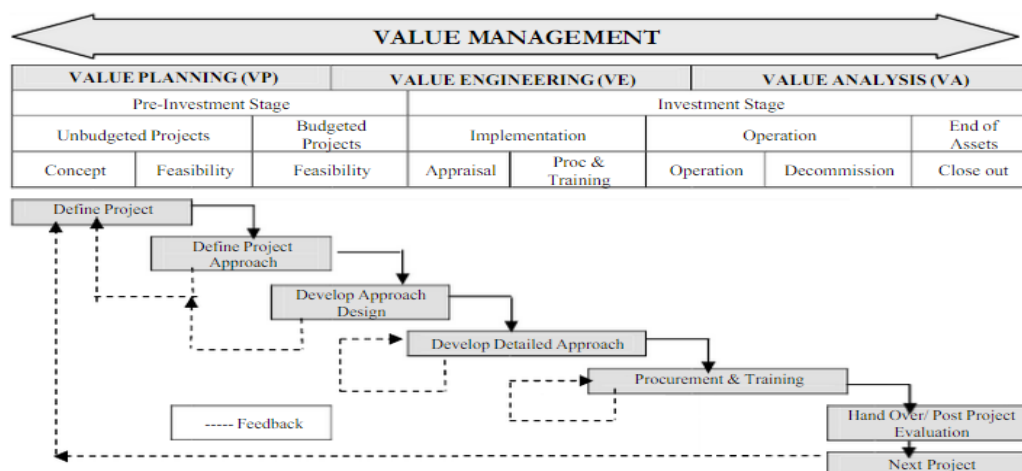 VALUE MANAGEMENT
VALUE PLANNING (VP) VALUE ENGINEERING (VE) VALUE ANALYSIS (VA)
Pre-Investment Stage Investment Stage
Unbudgeted Projects Budgeted Projects Implementation Operation End of Assets
Concept Feasibility Feasibility Appraisal Proc & Training Operation Decommission Close out
Define Project
Define Project
Approach
Develop Approach
Design
Develop Detailed Approach
Procurement & Training
----- Feedback
Hand Over/ Post Project
Evaluation
Next Project